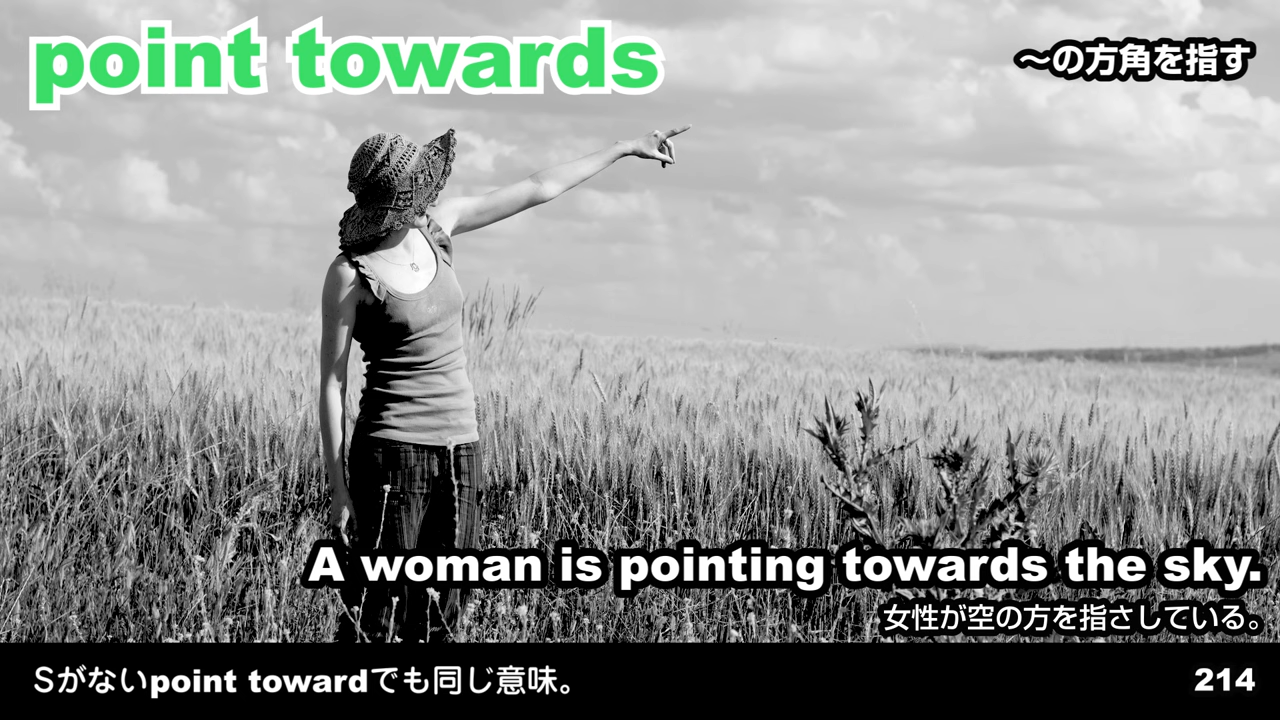 point towards
〜の方角を指す
A woman is pointing towards the sky.
女性が空の方を指さしている。
Sがないpoint towardでも同じ意味。
214